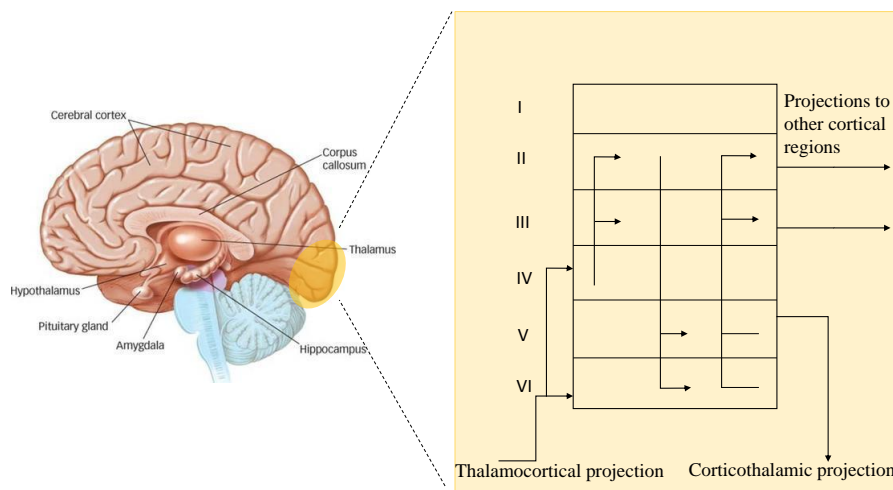 Cerebral cortex
Corpus
callosum
Thalamus
Hypothalamus
Pituitary gland
Amygdala
Hippocampus
I
II
III
IV
V
VI
Projections to
other cortical
regions
Thalamocortical projection
Corticothalamic projection